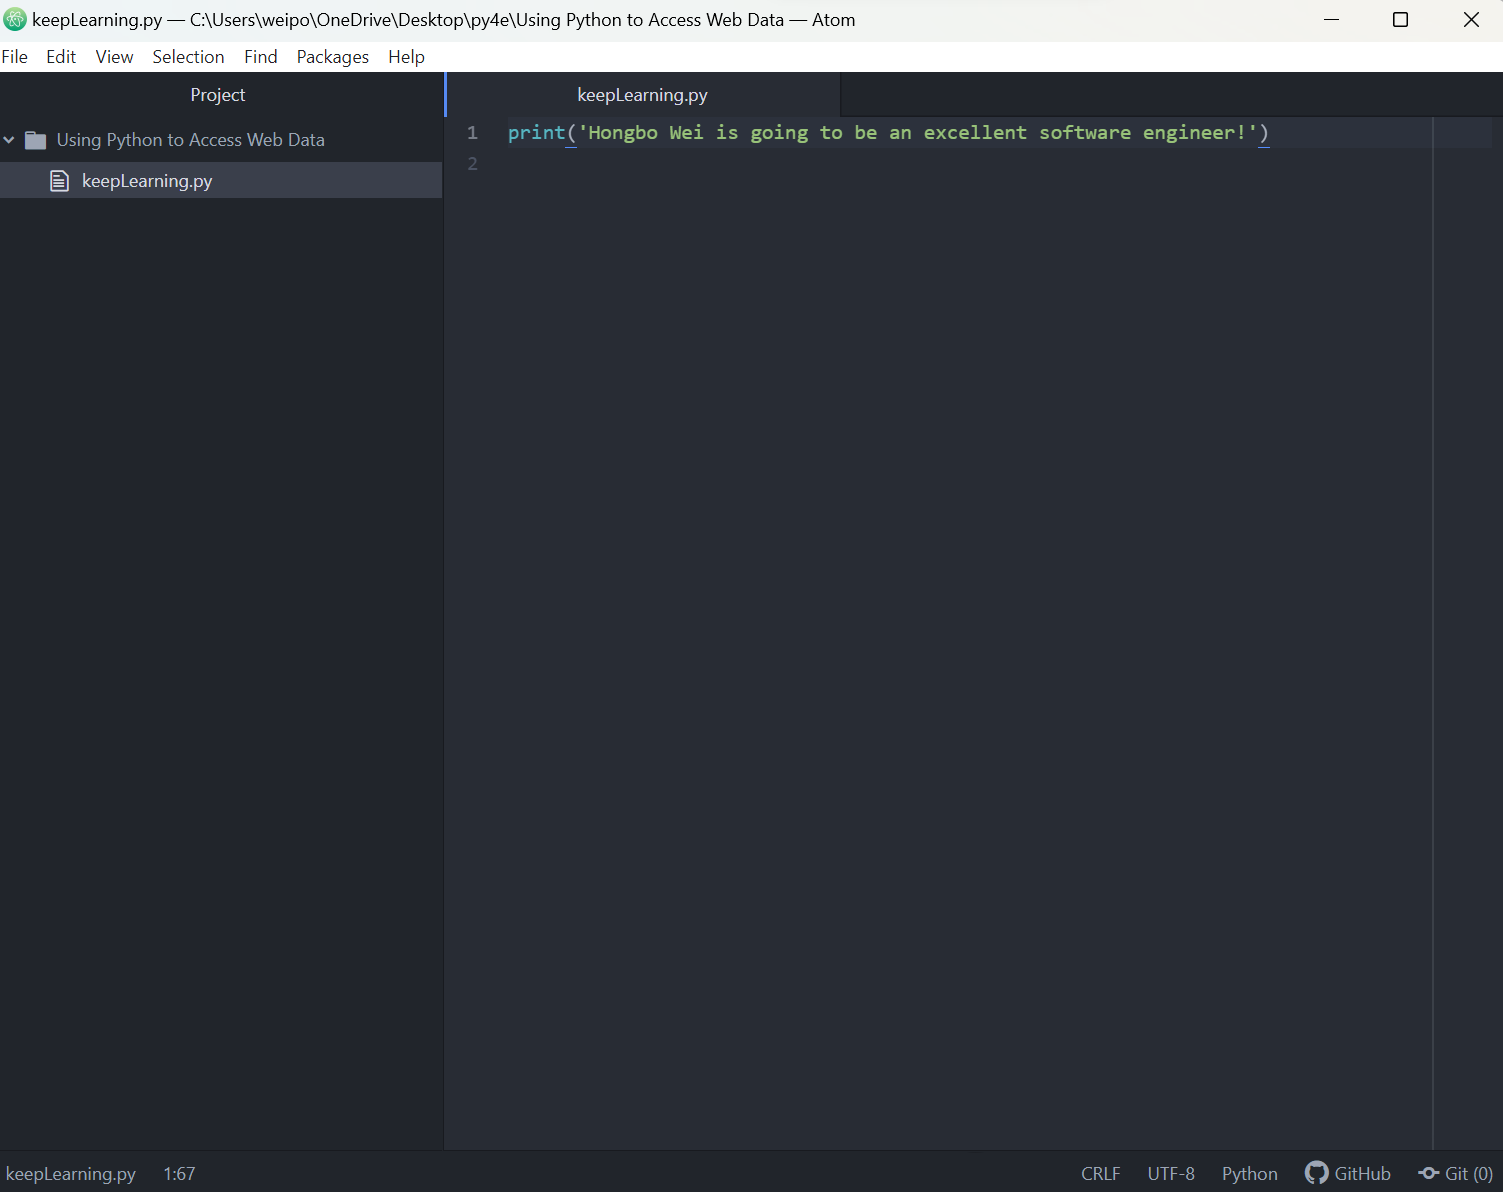 keepLearning.py — C:\Users\weipo\OneDrive\Desktop\py4e\Using Python to Access Web Data — Atom
File Edit View Selection Find Packages Help
Project
keepLearning.py
Using Python to Access Web Data
keepLearning.py
1 print('Hongbo Wei is going to be an excellent software engineer!')
2
keepLearning.py 1:67 CRLF UTF-8 Python GitHub Git (0)